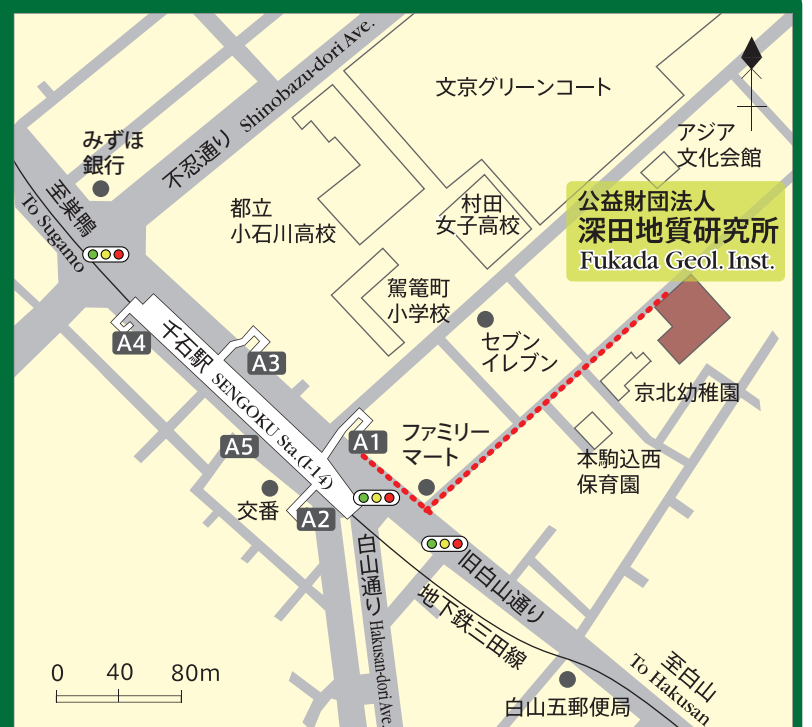 不忍通り Shinobazu-dori Ave.
文京グリーンコート
みずほ
銀行
アジア
文化会館
至巣鴨
To Sugamo
都立
小石川高校
村田
女子高校
公益財団法人
深田地質研究所
Fukada Geol. Inst.
駕篭町
小学校
セブン
イレブン
A4
千石駅 SENGOKU Sta.(I-14)
A3
京北幼稚園
A5
A1
ファミリー
マート
本駒込西
保育園
交番
A2
白山通り Hakusan-dori Ave.
旧白山通り
地下鉄三田線
至白山
To Hakusan
白山五郵便局
0 40 80m